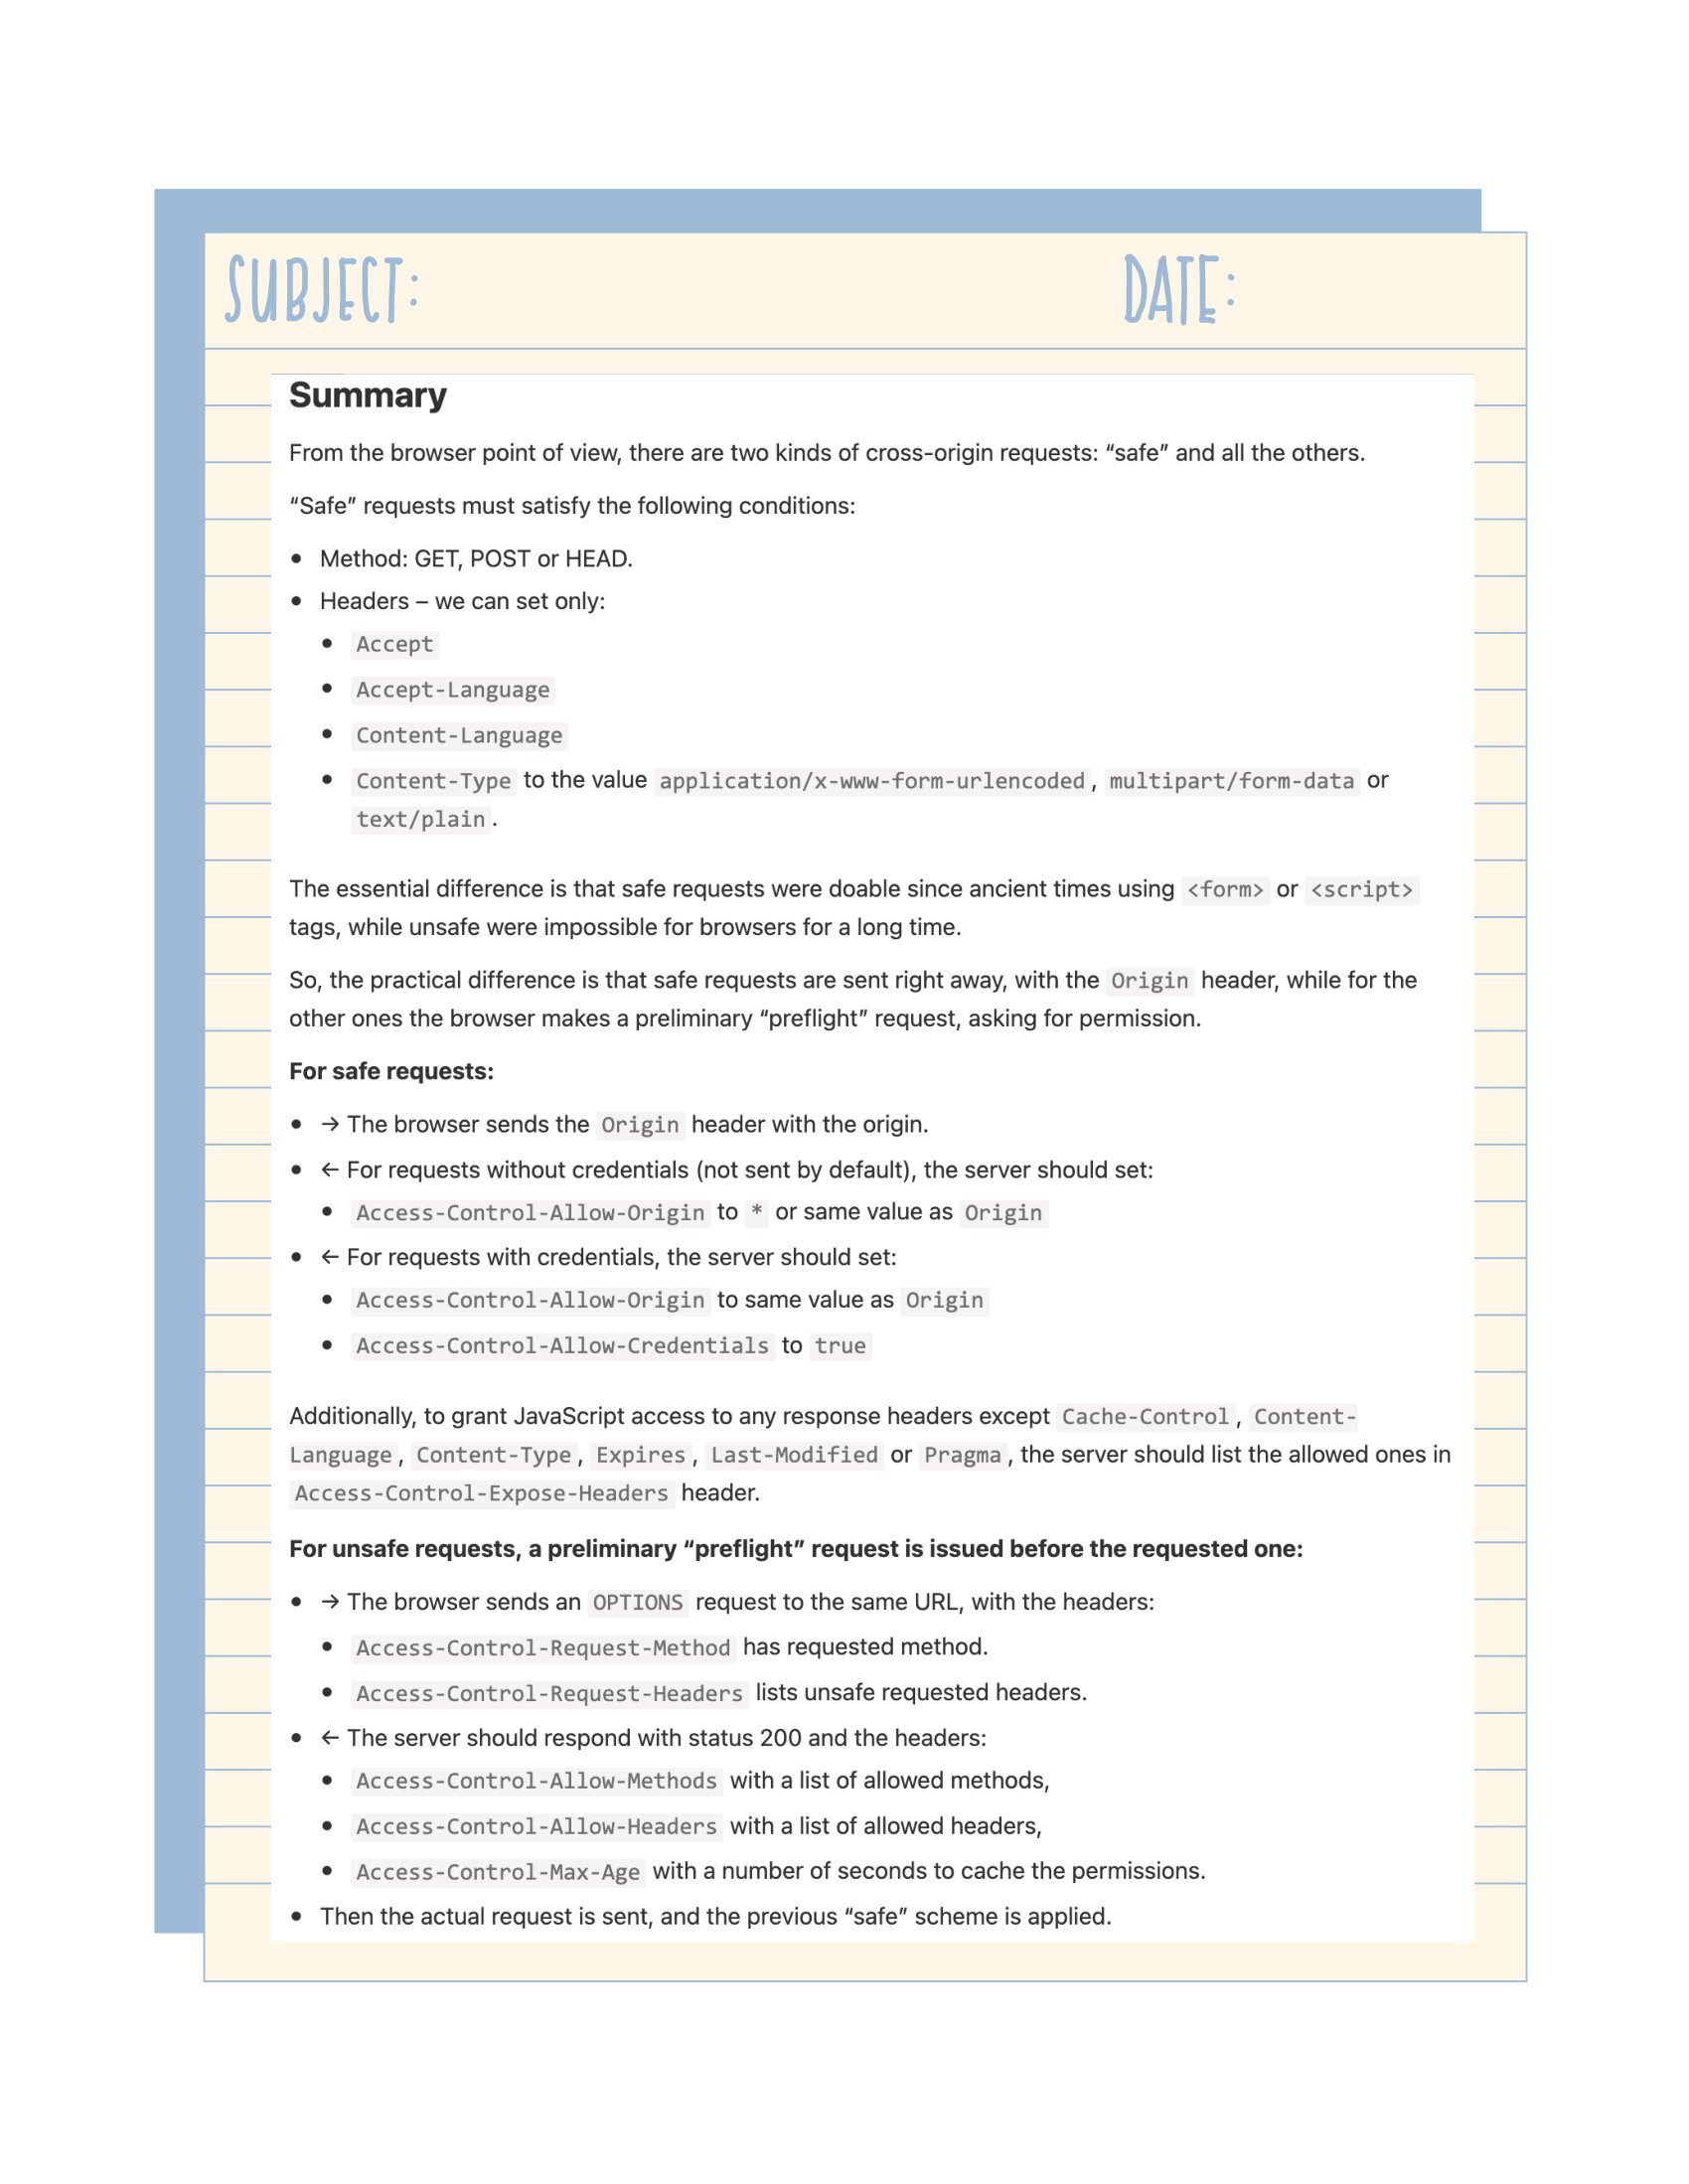 SUBJECT:
DATE:
Summary
From the browser point of view, there are two kinds of cross-origin requests: “safe” and all the others.
“Safe” requests must satisfy the following conditions:
● Method: GET, POST or HEAD.
● Headers – we can set only:
● Accept
● Accept-Language
● Content-Language
● Content-Type to the value application/x-www-form-urlencoded, multipart/form-data or
text/plain.
The essential difference is that safe requests were doable since ancient times using <form> or <script>
tags, while unsafe were impossible for browsers for a long time.
So, the practical difference is that safe requests are sent right away, with the Origin header, while for the
other ones the browser makes a preliminary “preflight” request, asking for permission.
For safe requests:
● → The browser sends the Origin header with the origin.
● ← For requests without credentials (not sent by default), the server should set:
● Access-Control-Allow-Origin to * or same value as Origin
● ← For requests with credentials, the server should set:
● Access-Control-Allow-Origin to same value as Origin
● Access-Control-Allow-Credentials to true
Additionally, to grant JavaScript access to any response headers except Cache-Control, Content-
Language, Content-Type, Expires, Last-Modified or Pragma, the server should list the allowed ones in
Access-Control-Expose-Headers header.
For unsafe requests, a preliminary “preflight” request is issued before the requested one:
● → The browser sends an OPTIONS request to the same URL, with the headers:
● Access-Control-Request-Method has requested method.
● Access-Control-Request-Headers lists unsafe requested headers.
● ← The server should respond with status 200 and the headers:
● Access-Control-Allow-Methods with a list of allowed methods,
● Access-Control-Allow-Headers with a list of allowed headers,
● Access-Control-Max-Age with a number of seconds to cache the permissions.
● Then the actual request is sent, and the previous “safe” scheme is applied.